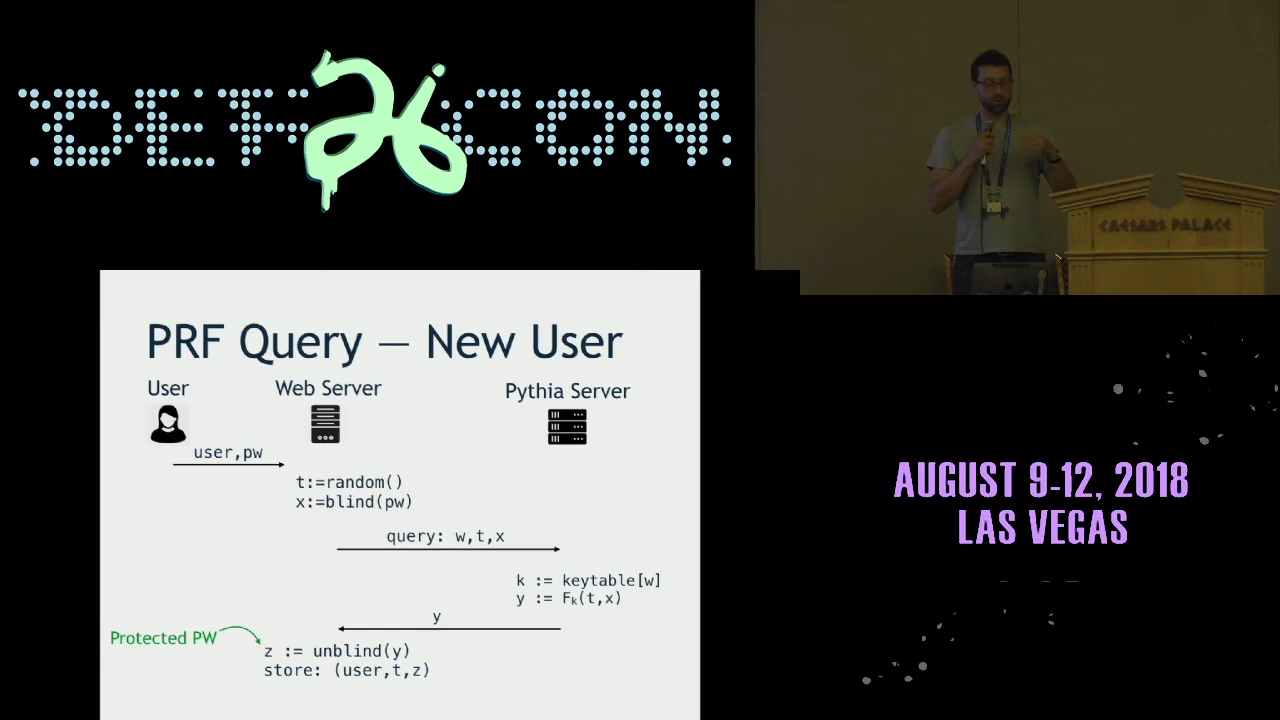 DEF 26 CON
CAESARS PALACE
PRF Query — New User
User
Web Server
Pythia Server
user,pw
t:=random()
x:=blind(pw)
query: w,t,x
k := keytable[w]
y := Fₖ(t,x)
y
Protected PW
z := unblind(y)
store: (user,t,z)
AUGUST 9-12, 2018
LAS VEGAS